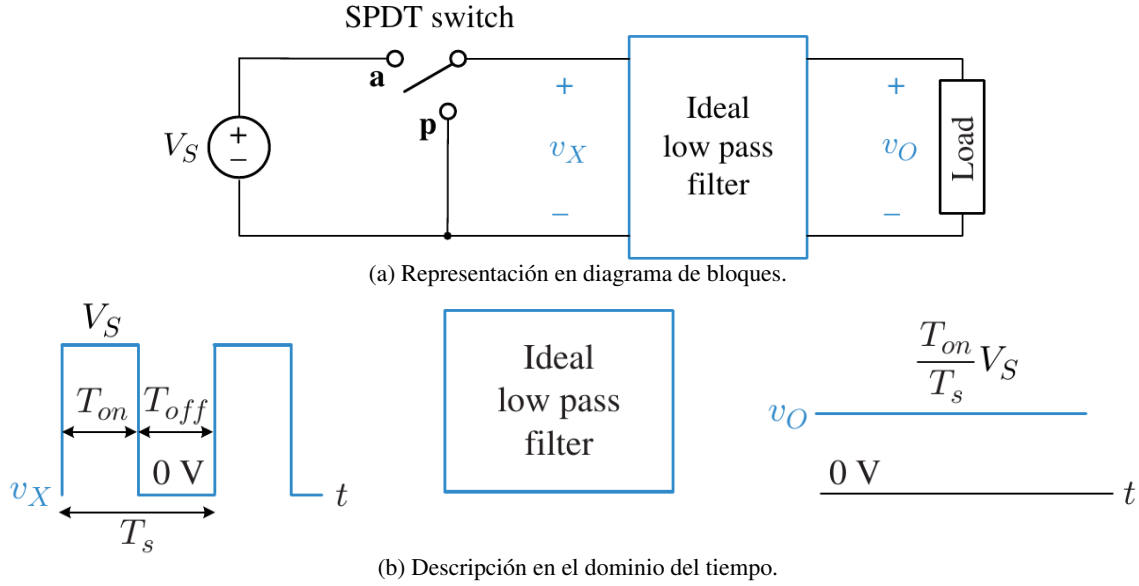 SPDT switch
a
p
V_S
+
−
+
v_X
−
Ideal
low pass
filter
+
v_O
−
Load
(a) Representación en diagrama de bloques.
V_S
T_on T_off
0 V
v_X
t
T_s
Ideal
low pass
filter
T_on
T_s
V_S
v_O
0 V
t
(b) Descripción en el dominio del tiempo.